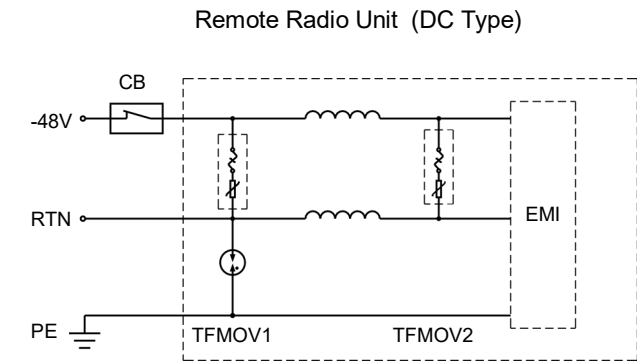 Remote Radio Unit (DC Type)
CB
-48V
RTN
EMI
PE
TFMOV1
TFMOV2